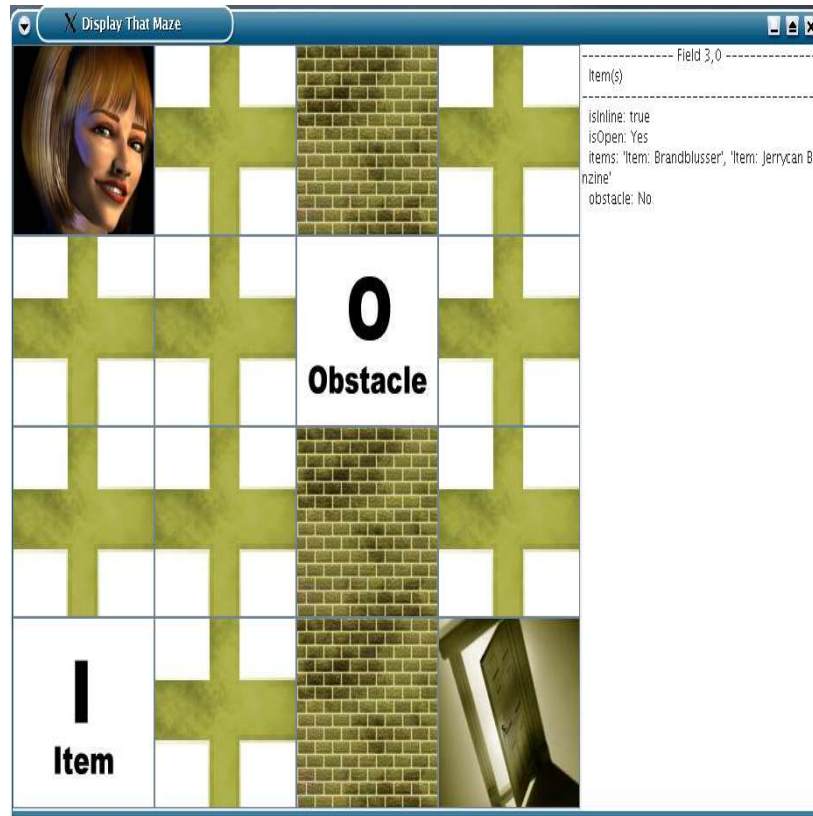 X Display That Maze
--------------- Field 3,0 ---------------
Item(s)
----------------------------------------
isInline: true
isOpen: Yes
items: 'Item: Brandblusser', 'Item: Jerrycan B
nzine'
obstacle: No
O
Obstacle
I
Item